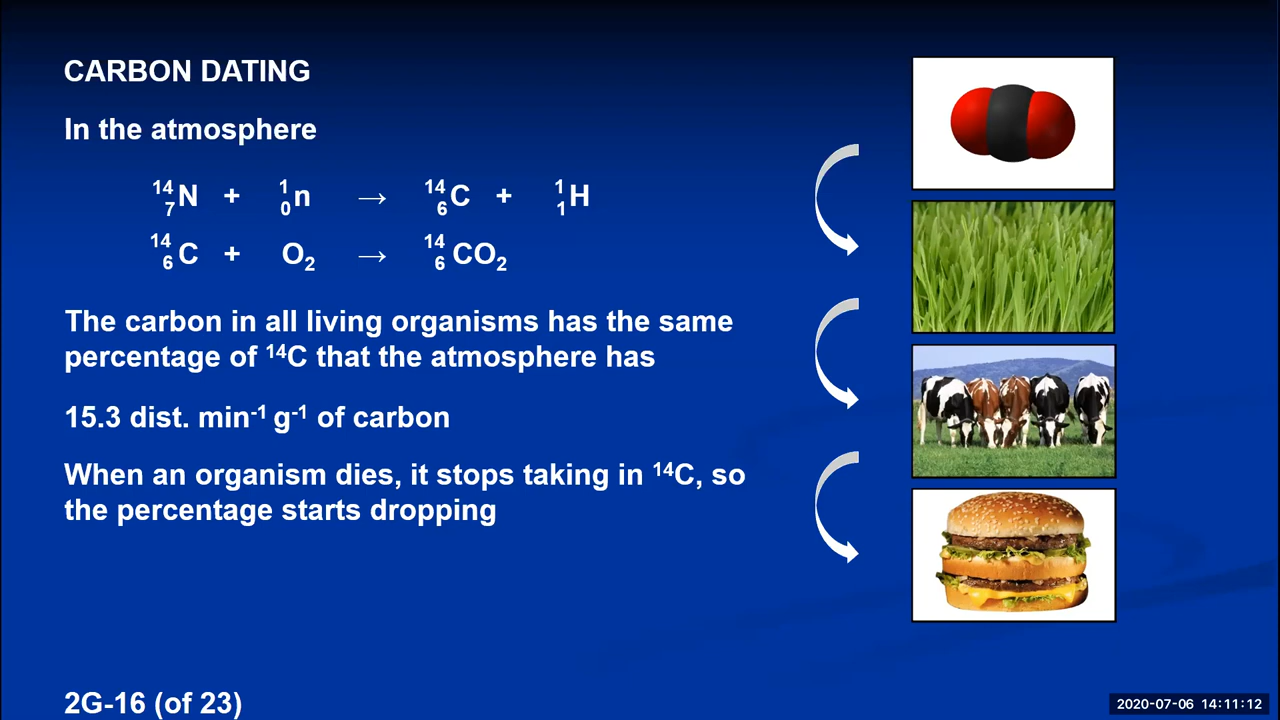 CARBON DATING
In the atmosphere
¹⁴₇N + ¹₀n → ¹⁴₆C + ¹₁H
¹⁴₆C + O₂ → ¹⁴₆CO₂
The carbon in all living organisms has the same
percentage of ¹⁴C that the atmosphere has
15.3 dist. min⁻¹ g⁻¹ of carbon
When an organism dies, it stops taking in ¹⁴C, so
the percentage starts dropping
2G-16 (of 23)
2020-07-06 14:11:12